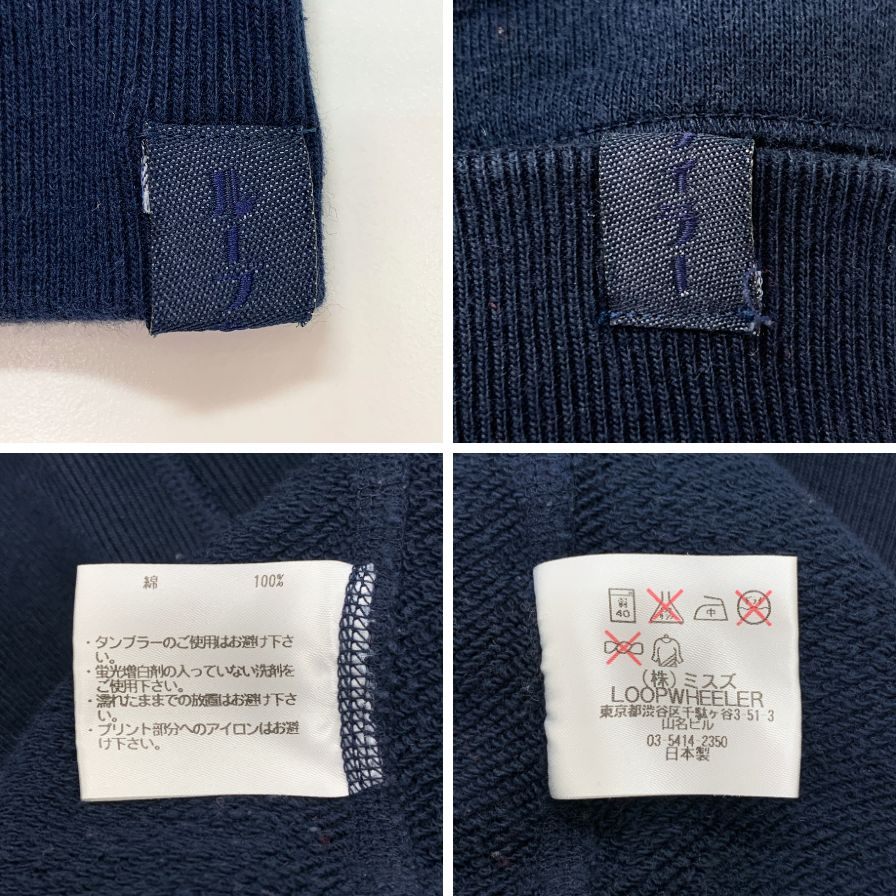 ループ
イラー
綿 100%
・タンブラーのご使用はお避け下さ
い。
・蛍光増白剤の入っていない洗剤を
ご使用下さい。
・濡れたままでの放置はお避け下さい。
・プリント部分へのアイロンはお避
け下さい。
弱
40
中
(株)ミスズ
LOOPWHEELER
東京都渋谷区千駄ヶ谷3-51-3
山名ビル
03-5414-2350
日本製